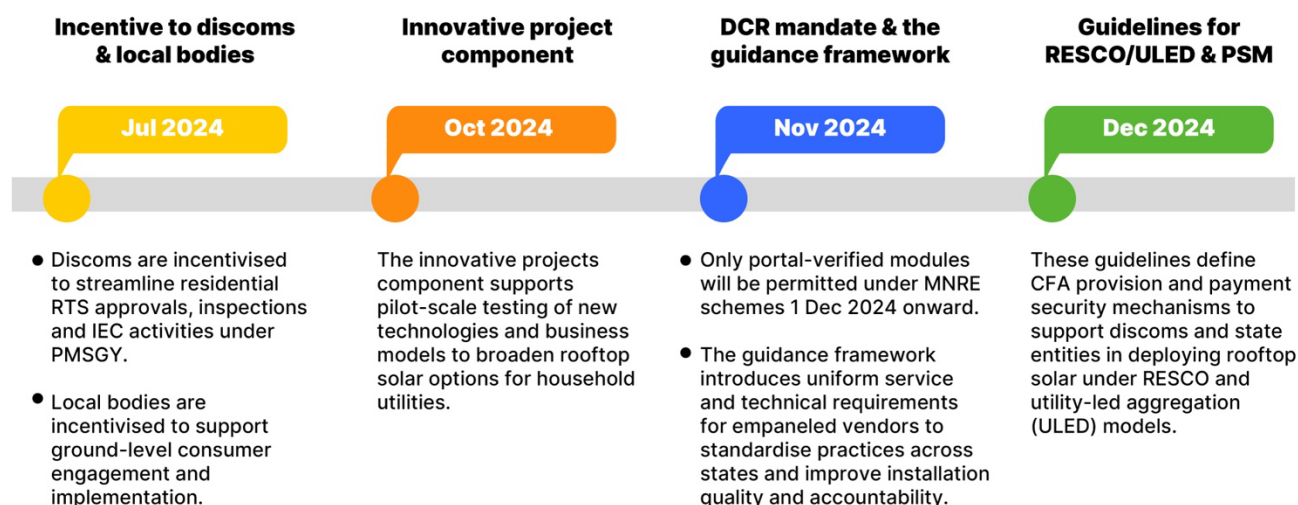 Incentive to discoms
& local bodies
Jul 2024
● Discoms are incentivised
to streamline residential
RTS approvals, inspections
and IEC activities under
PMSGY.
● Local bodies are
incentivised to support
ground-level consumer
engagement and
implementation.
Innovative project
component
Oct 2024
The innovative projects
component supports
pilot-scale testing of new
technologies and business
models to broaden rooftop
solar options for household
utilities.
DCR mandate & the
guidance framework
Nov 2024
● Only portal-verified modules
will be permitted under MNRE
schemes 1 Dec 2024 onward.
● The guidance framework
introduces uniform service
and technical requirements
for empaneled vendors to
standardise practices across
states and improve installation
quality and accountability.
Guidelines for
RESCO/ULED & PSM
Dec 2024
These guidelines define
CFA provision and payment
security mechanisms to
support discoms and state
entities in deploying rooftop
solar under RESCO and
utility-led aggregation
(ULED) models.